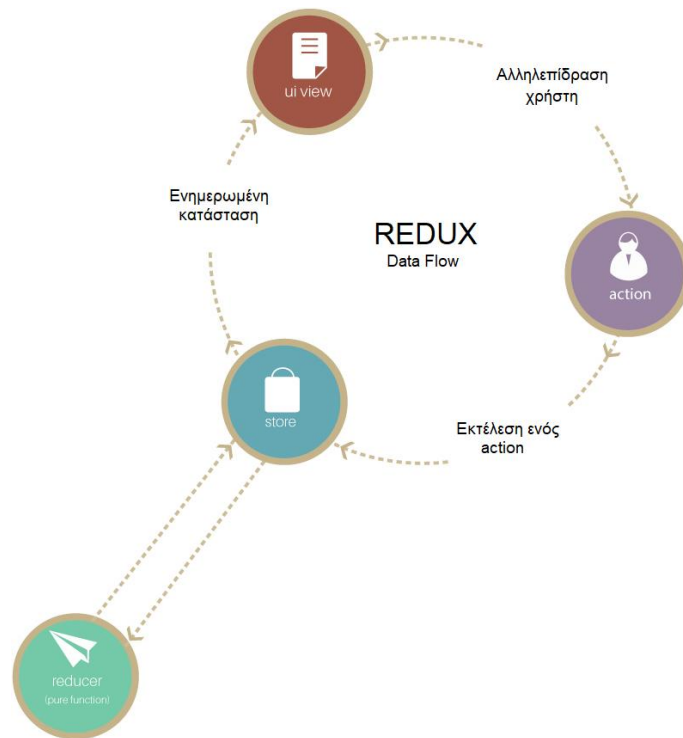 ui view
Αλληλεπίδραση
χρήστη
Ενημερωμένη
κατάσταση
REDUX
Data Flow
action
store
Εκτέλεση ενός
action
reducer
(pure function)